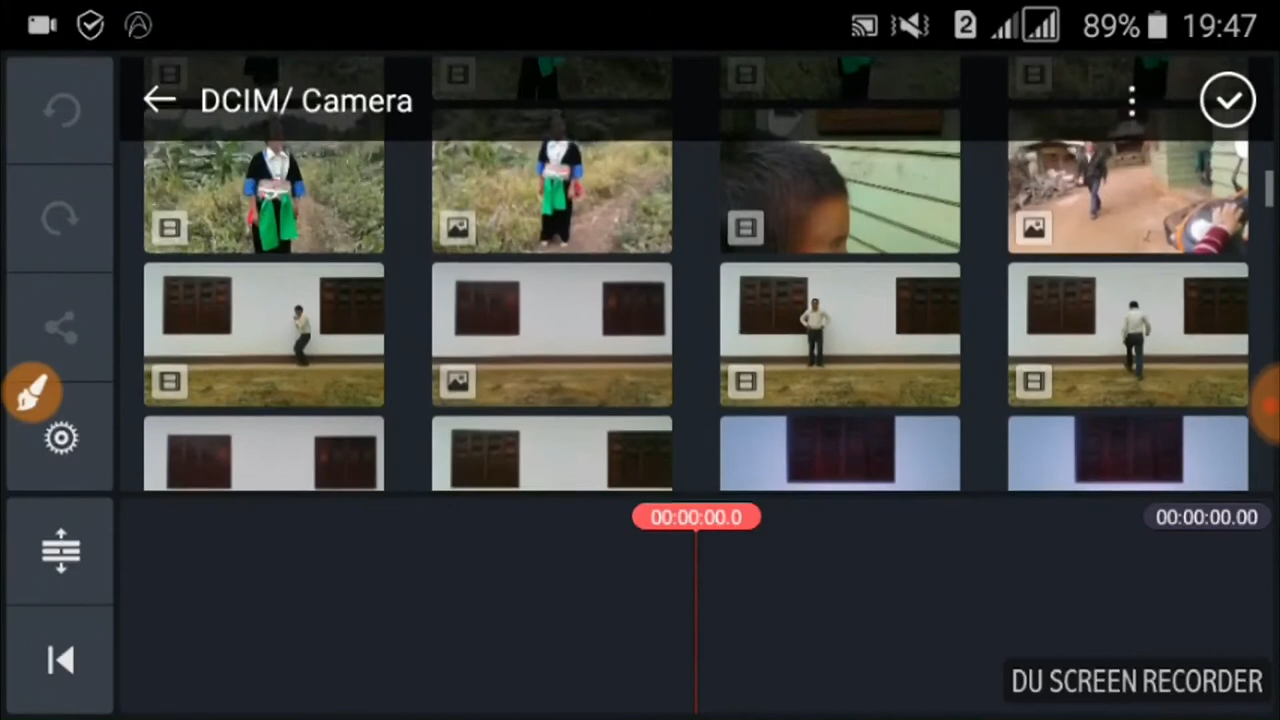 2 89% 19:47
DCIM/ Camera
00:00:00.0
00:00:00.00
DU SCREEN RECORDER